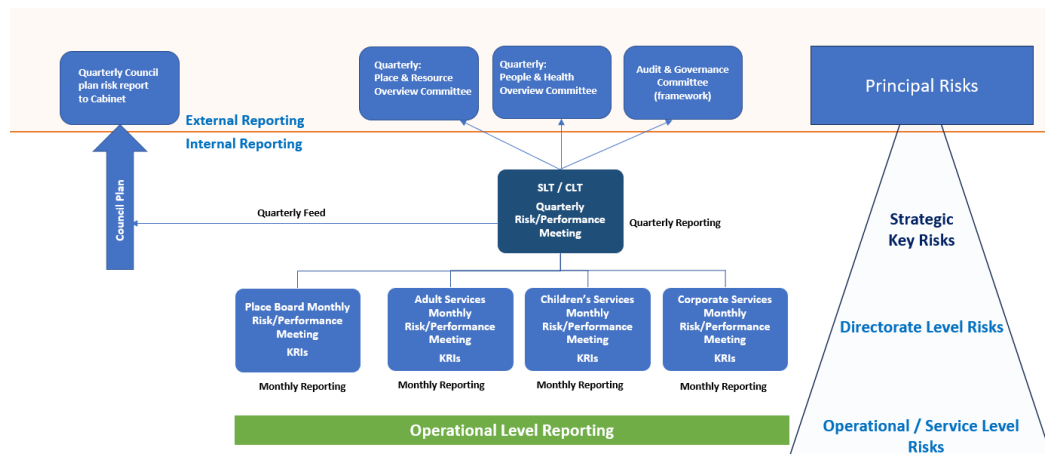 Quarterly Council
plan risk report
to Cabinet
Quarterly:
Place & Resource
Overview Committee
Quarterly:
People & Health
Overview Committee
Audit & Governance
Committee
(framework)
Principal Risks
External Reporting
Internal Reporting
Council Plan
Quarterly Feed
SLT / CLT
Quarterly
Risk/Performance
Meeting
Quarterly Reporting
Strategic
Key Risks
Place Board Monthly
Risk/Performance
Meeting
KRIs
Adult Services
Monthly
Risk/Performance
Meeting
KRIs
Children's Services
Monthly
Risk/Performance
Meeting
KRIs
Corporate Services
Monthly
Risk/Performance
Meeting
KRIs
Directorate Level Risks
Monthly Reporting
Monthly Reporting
Monthly Reporting
Monthly Reporting
Operational Level Reporting
Operational / Service Level
Risks